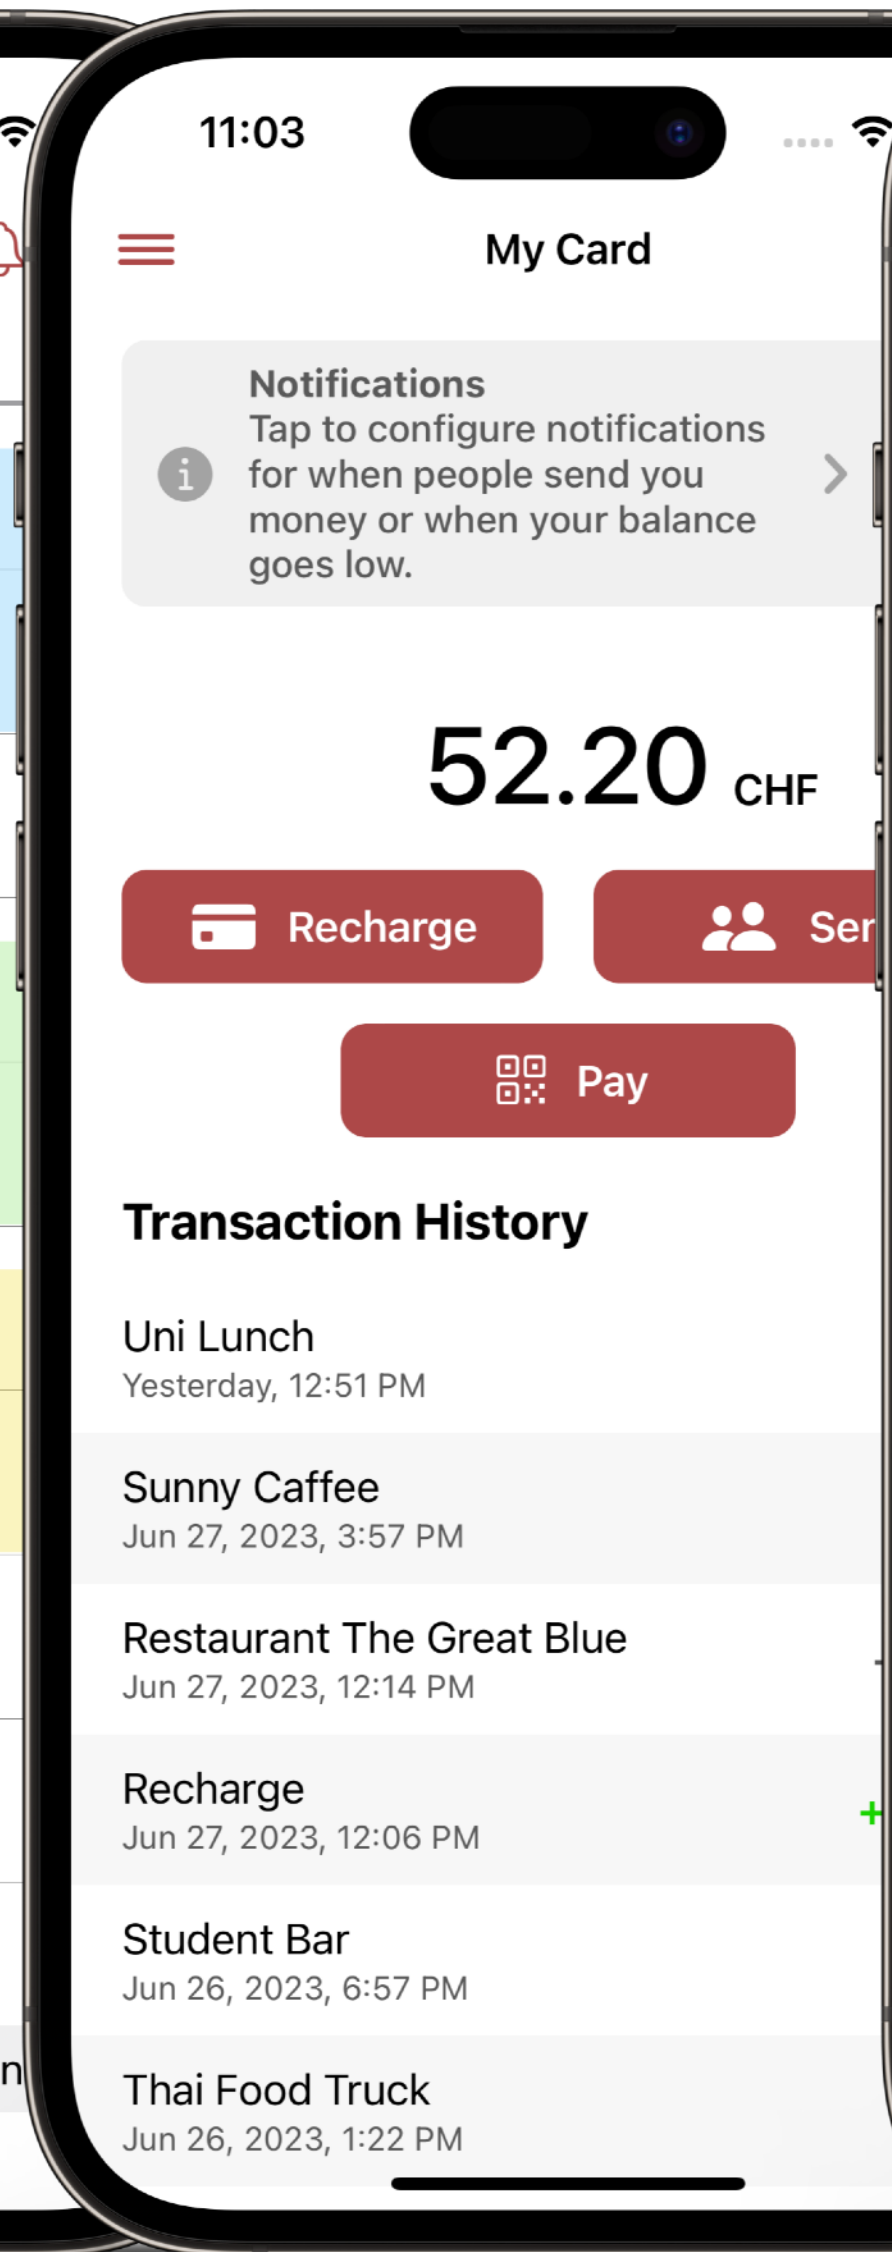 11:03
My Card
Notifications
Tap to configure notifications
for when people send you
money or when your balance
goes low.
52.20 CHF
Recharge
Ser
Pay
Transaction History
Uni Lunch
Yesterday, 12:51 PM
Sunny Caffee
Jun 27, 2023, 3:57 PM
Restaurant The Great Blue
-
Jun 27, 2023, 12:14 PM
Recharge
+
Jun 27, 2023, 12:06 PM
Student Bar
Jun 26, 2023, 6:57 PM
n
Thai Food Truck
Jun 26, 2023, 1:22 PM